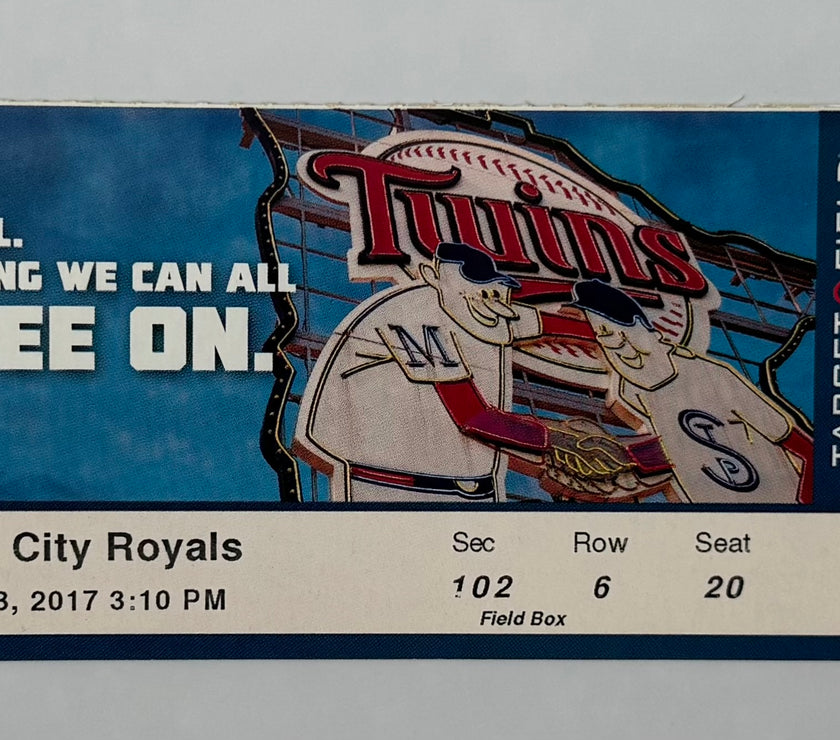 L.
NG WE CAN ALL
EE ON.
Twins
M
STP
City Royals
3, 2017 3:10 PM
Sec Row Seat
102 6 20
Field Box